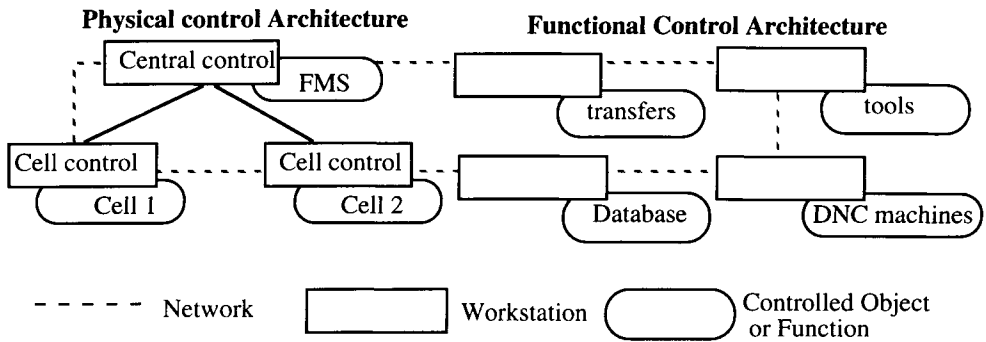 Physical control Architecture
Functional Control Architecture
Central control
FMS
transfers
tools
Cell control
Cell 1
Cell control
Cell 2
Database
DNC machines
Network
Workstation
Controlled Object
or Function